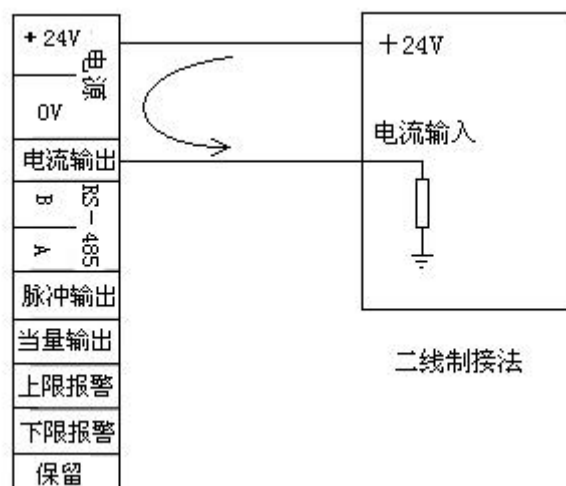 +24V
电源
0V
电流输出
RS-485
B
A
脉冲输出
当量输出
上限报警
下限报警
保留
+24V
电流输入
二线制接法